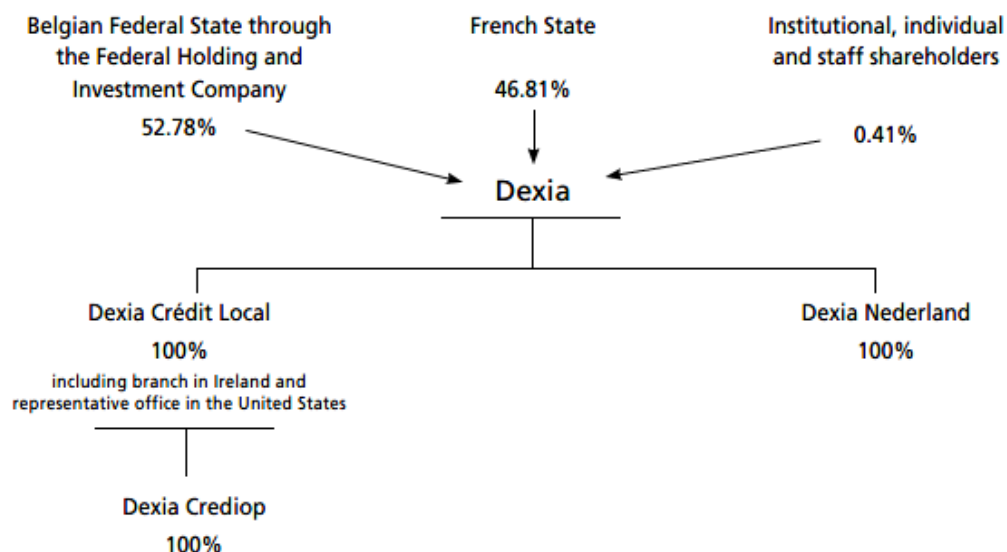 Belgian Federal State through
the Federal Holding and
Investment Company
52.78%
French State
46.81%
Institutional, individual
and staff shareholders
0.41%
Dexia
Dexia Crédit Local
100%
including branch in Ireland and
representative office in the United States
Dexia Nederland
100%
Dexia Crediop
100%